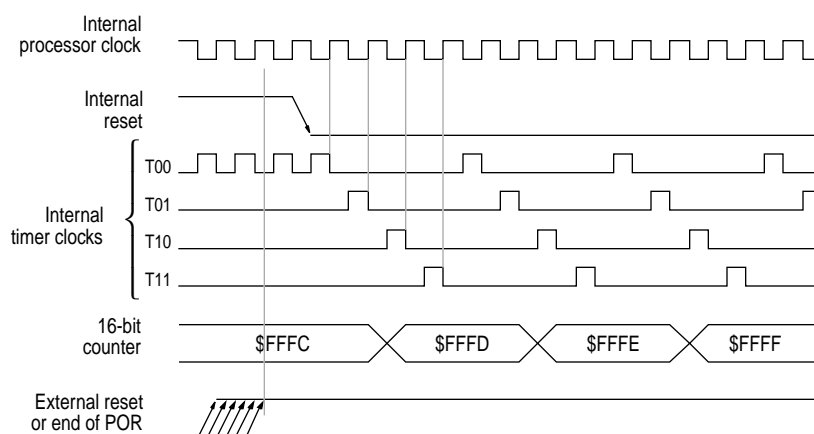 Internal
processor clock
Internal
reset
T00
T01
Internal
timer clocks
T10
T11
16-bit
counter
$FFFC
$FFFD
$FFFE
$FFFF
External reset
or end of POR